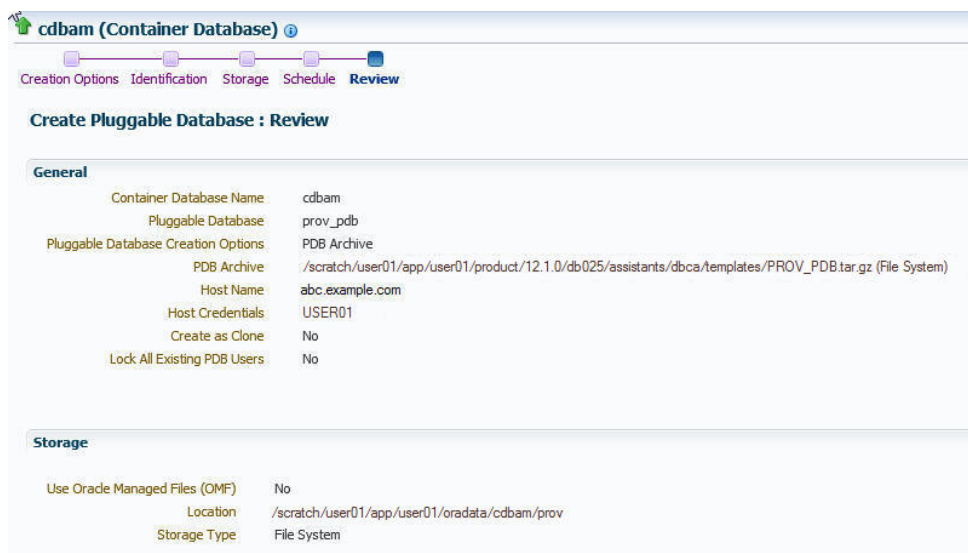 cdbam (Container Database)
Creation Options Identification Storage Schedule Review
Create Pluggable Database : Review
General
Container Database Name cdbam
Pluggable Database prov_pdb
Pluggable Database Creation Options PDB Archive
PDB Archive /scratch/user01/app/user01/product/12.1.0/db025/assistants/dbca/templates/PROV_PDB.tar.gz (File System)
Host Name abc.example.com
Host Credentials USER01
Create as Clone No
Lock All Existing PDB Users No
Storage
Use Oracle Managed Files (OMF) No
Location /scratch/user01/app/user01/oradata/cdbam/prov
Storage Type File System